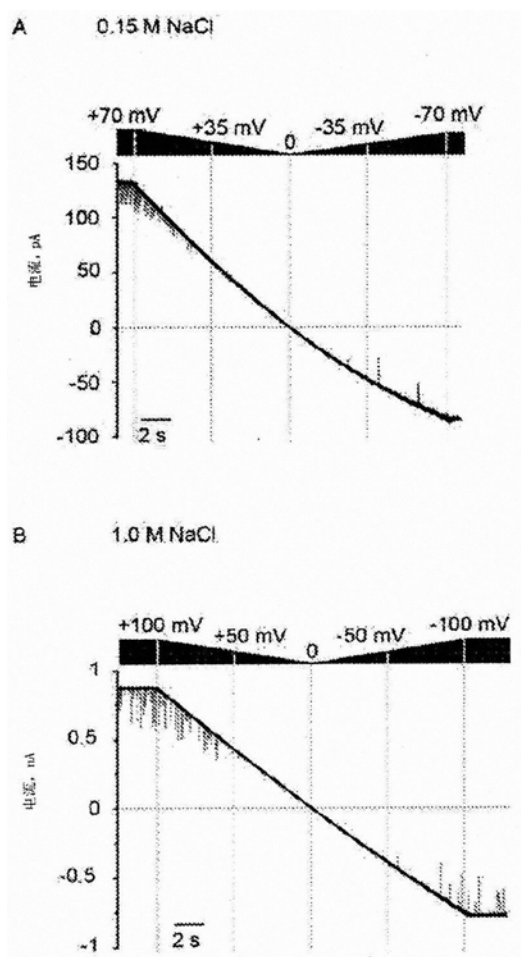 A 0.15 M NaCl
+70 mV +35 mV 0 -35 mV -70 mV
150
100
50
0
-50
-100
电流, pA
2 s
B 1.0 M NaCl
+100 mV +50 mV 0 -50 mV -100 mV
1
0.5
0
-0.5
-1
电流, nA
2 s